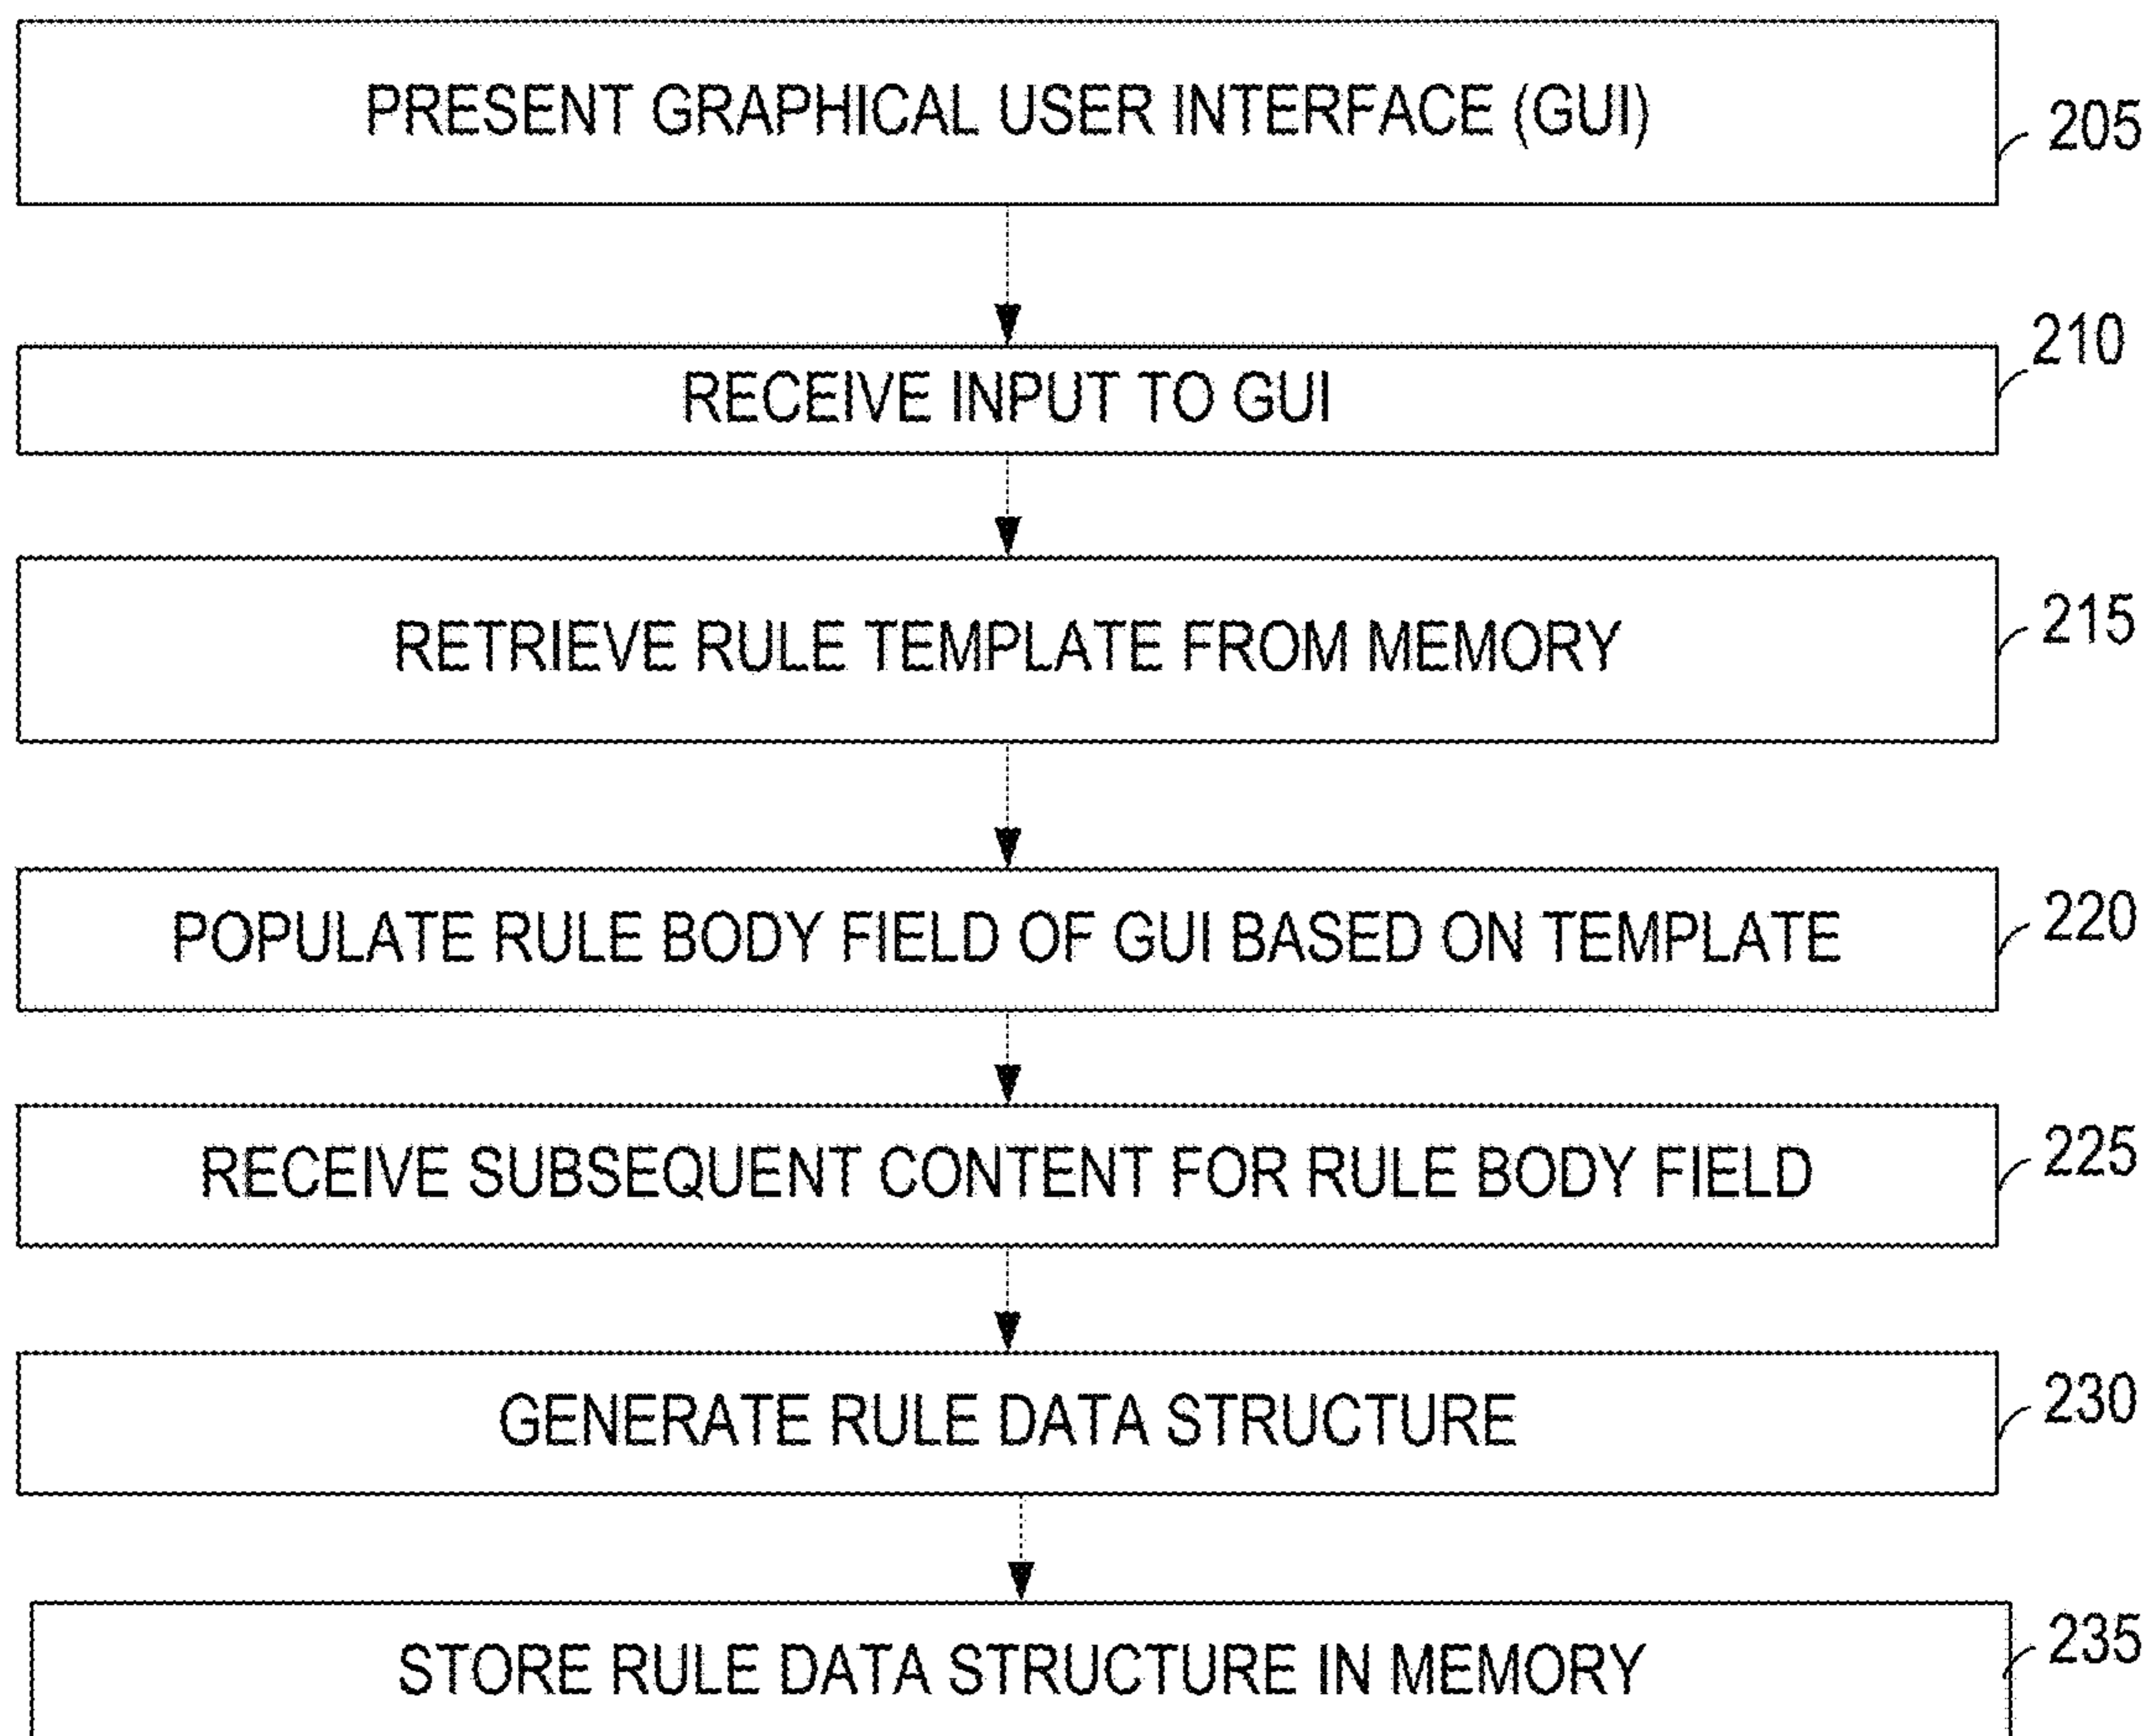 PRESENT GRAPHICAL USER INTERFACE (GUI)
205
210
RECEIVE INPUT TO GUI
RETRIEVE RULE TEMPLATE FROM MEMORY
215
POPULATE RULE BODY FIELD OF GUI BASED ON TEMPLATE
220
RECEIVE SUBSEQUENT CONTENT FOR RULE BODY FIELD
225
GENERATE RULE DATA STRUCTURE
230
STORE RULE DATA STRUCTURE IN MEMORY
235